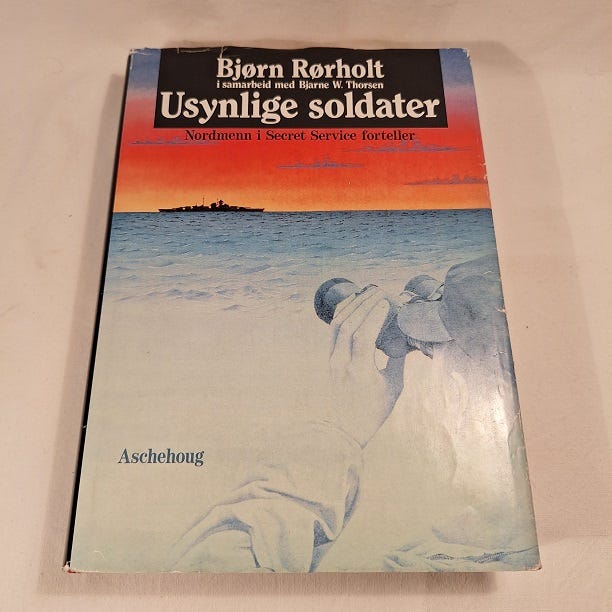 Bjørn Rørholt
i samarbeid med Bjarne W. Thorsen
Usynlige soldater
Nordmenn i Secret Service forteller
Aschehoug